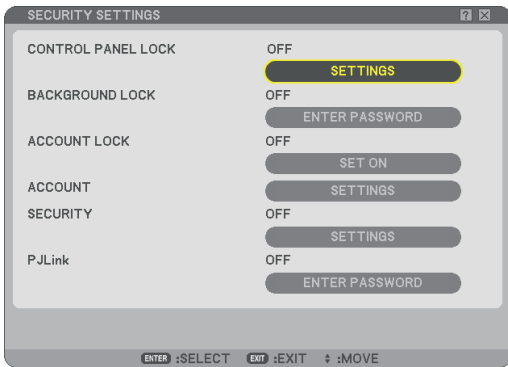 SECURITY SETTINGS
CONTROL PANEL LOCK OFF
SETTINGS
BACKGROUND LOCK OFF
ENTER PASSWORD
ACCOUNT LOCK OFF
SET ON
ACCOUNT SETTINGS
SECURITY OFF
SETTINGS
PJLink OFF
ENTER PASSWORD
ENTER :SELECT EXIT :EXIT :MOVE